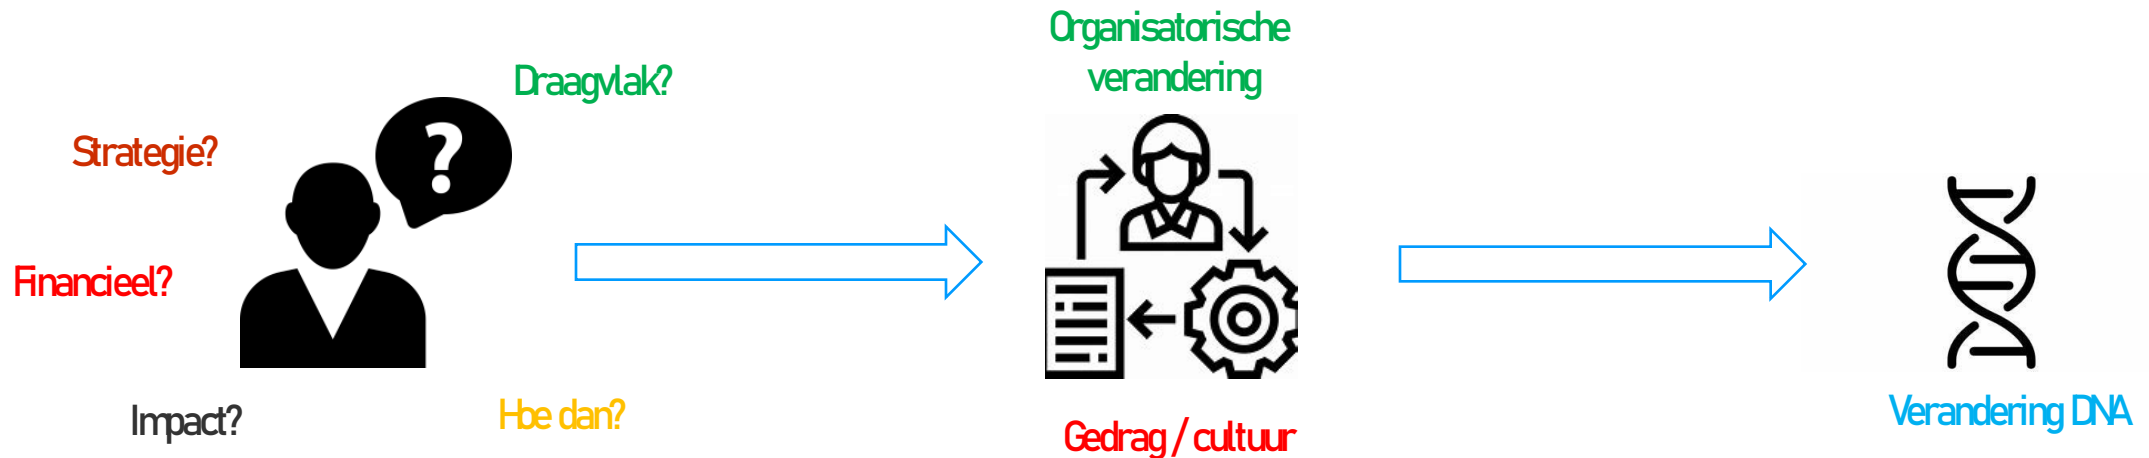 Draagvlak?
Strategie?
?
Financieel?
Impact?
Hoe dan?
Organisatorische
verandering
Gedrag / cultuur
Verandering DNA